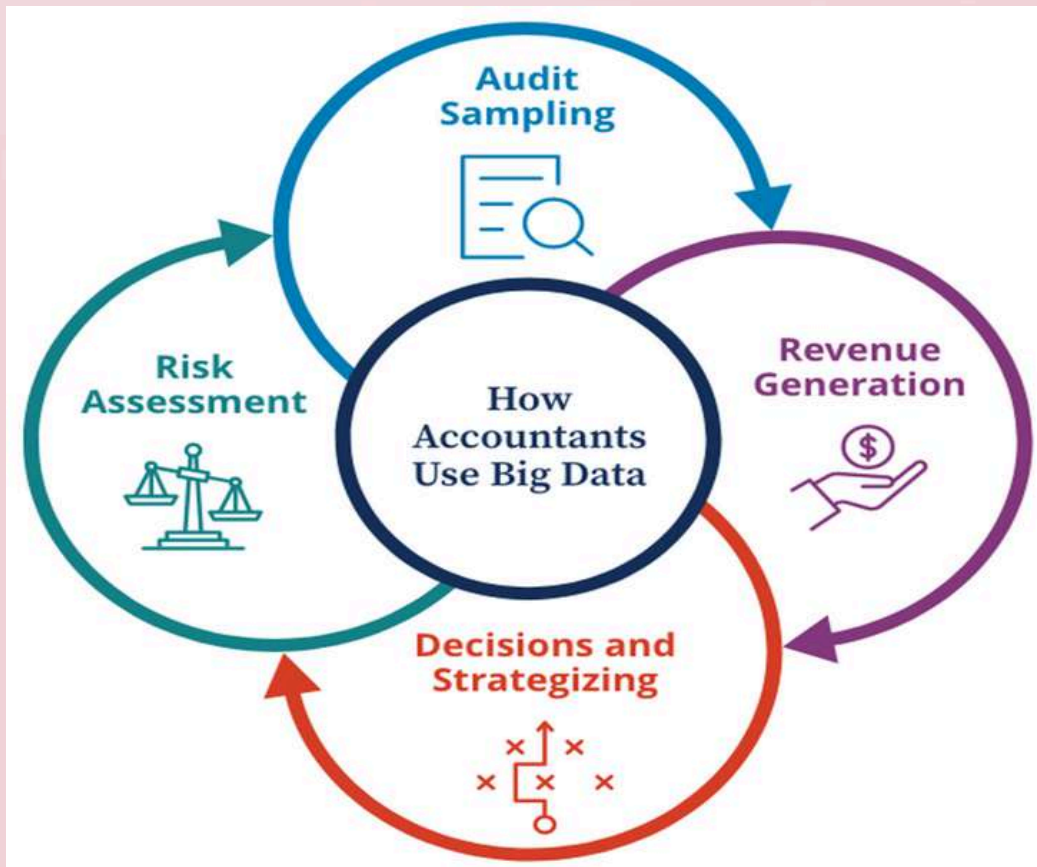 Audit
Sampling
Revenue
Generation
Risk
Assessment
How
Accountants
Use Big Data
$
Decisions and
Strategizing